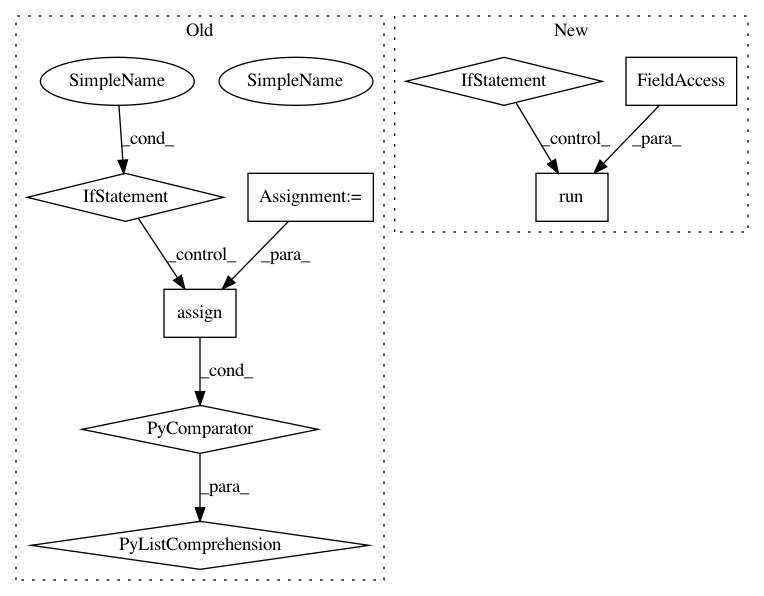 Old
New
SimpleName
SimpleName
IfStatement
FieldAccess
_cond_
_control_
_para_
IfStatement
Assignment:=
run
_control_
_para_
assign
_cond_
PyComparator
_para_
PyListComprehension